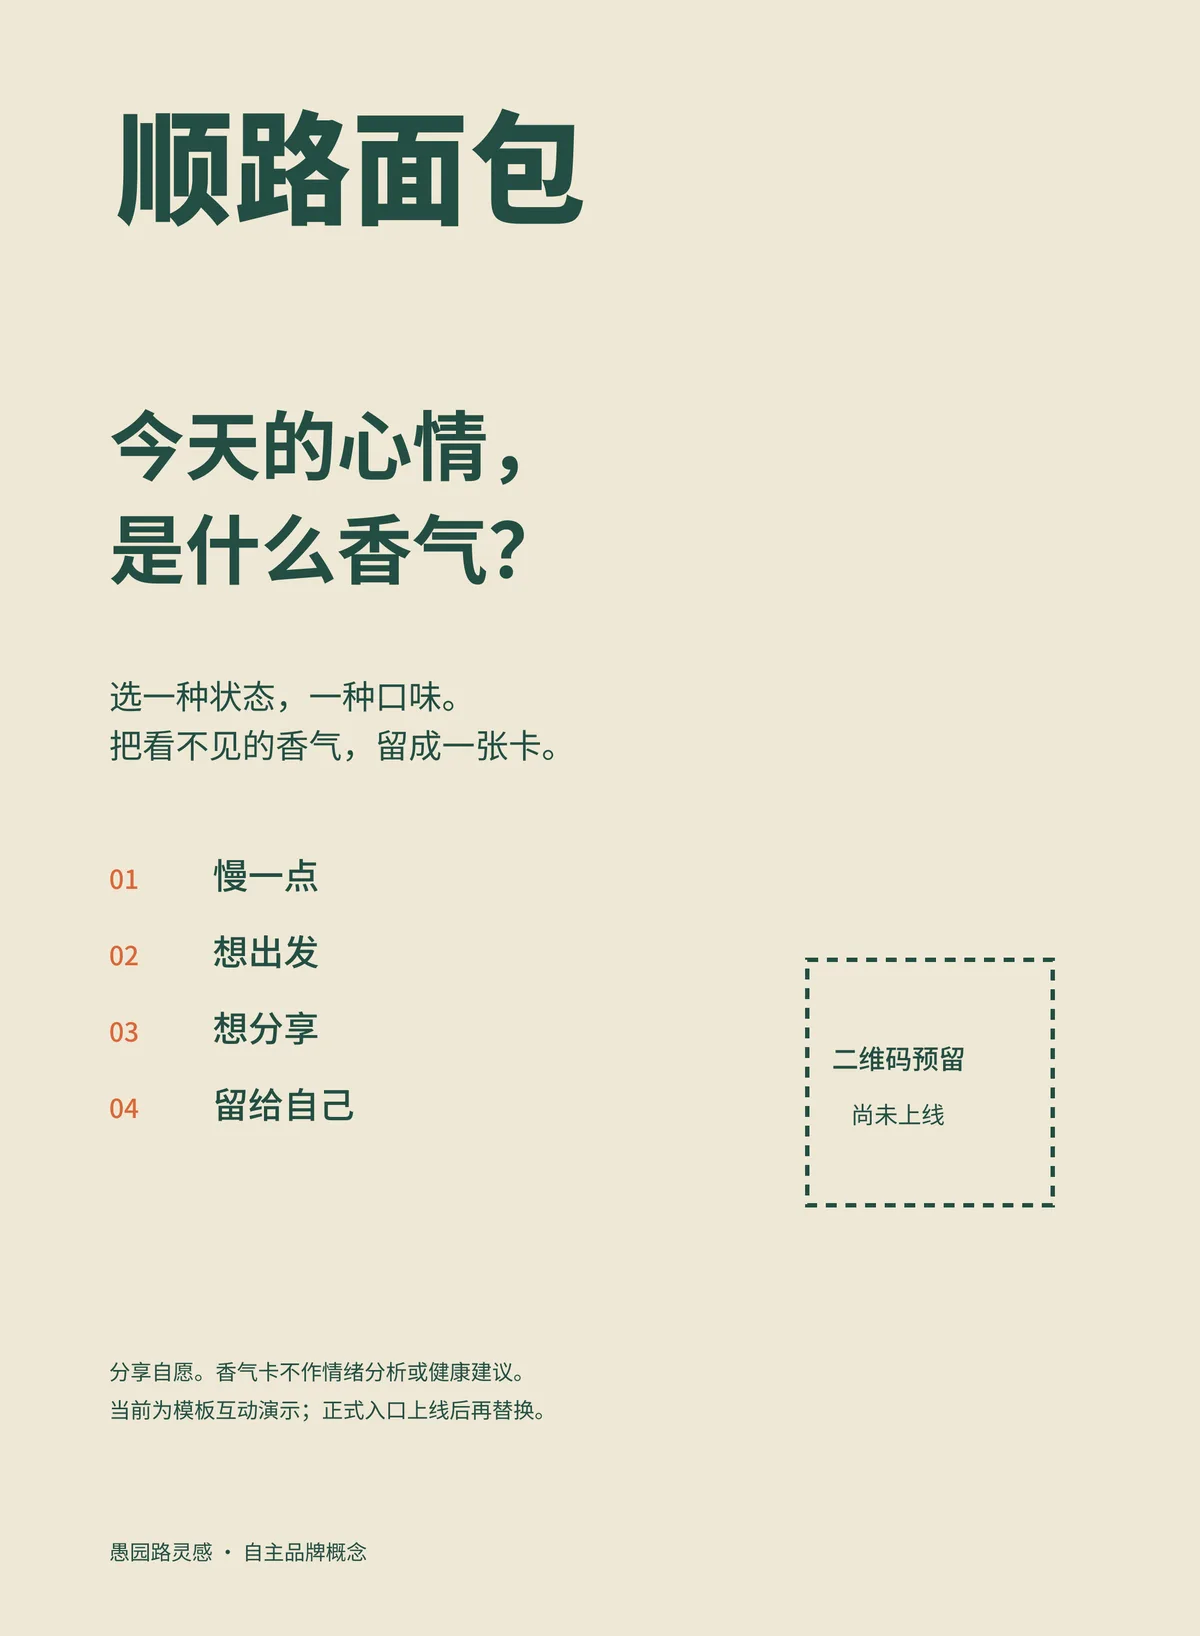 顺路面包
今天的心情，
是什么香气？
选一种状态，一种口味。
把看不见的香气，留成一张卡。
01 慢一点
02 想出发
03 想分享
04 留给自己
二维码预留
尚未上线
分享自愿。香气卡不作情绪分析或健康建议。
当前为模板互动演示；正式入口上线后再替换。
愚园路灵感 · 自主品牌概念